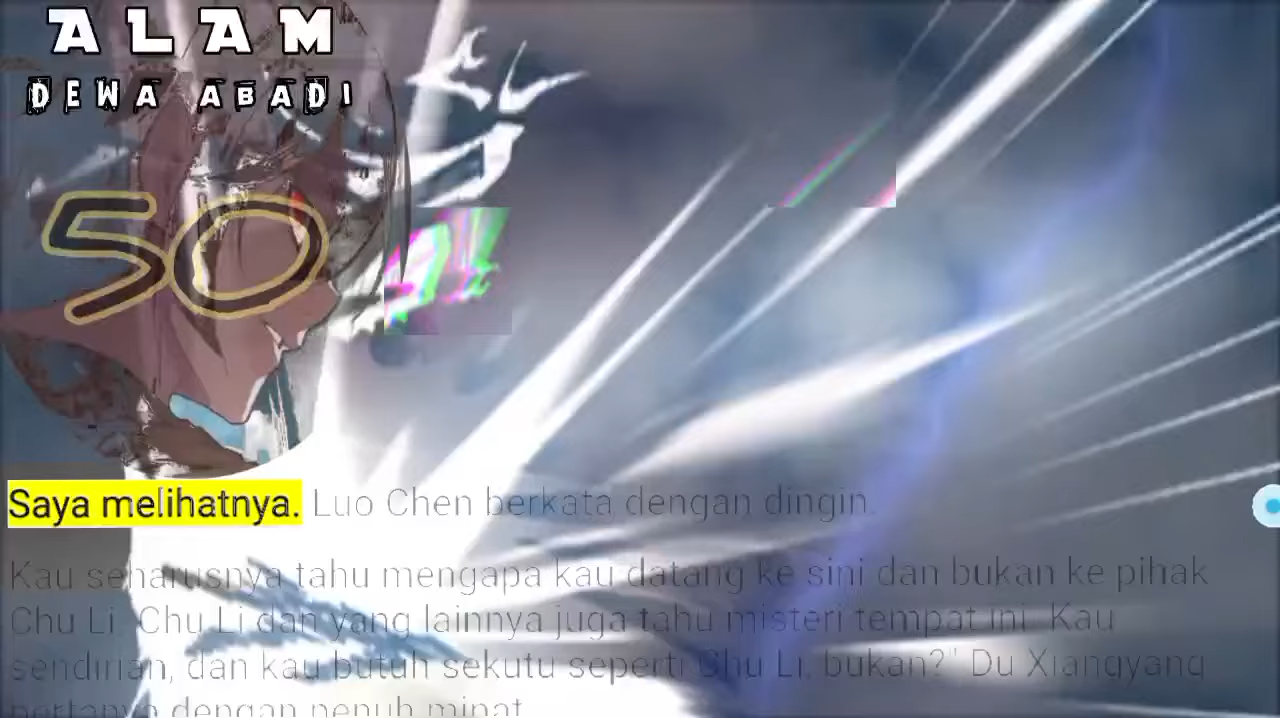 ALAM
DEWA ABADI
50
Saya melihatnya. Luo Chen berkata dengan dingin.
Kau seharusnya tahu mengapa kau datang ke sini dan bukan ke pihak
Chu Li. Chu Li dan yang lainnya juga tahu misteri tempat ini. Kau
sendirian, dan kau butuh sekutu seperti Chu Li, bukan?" Du Xiangyang
bertanya dengan penuh minat.